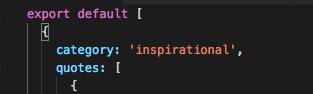 export default [
{
category: 'inspirational',
quotes: [
{